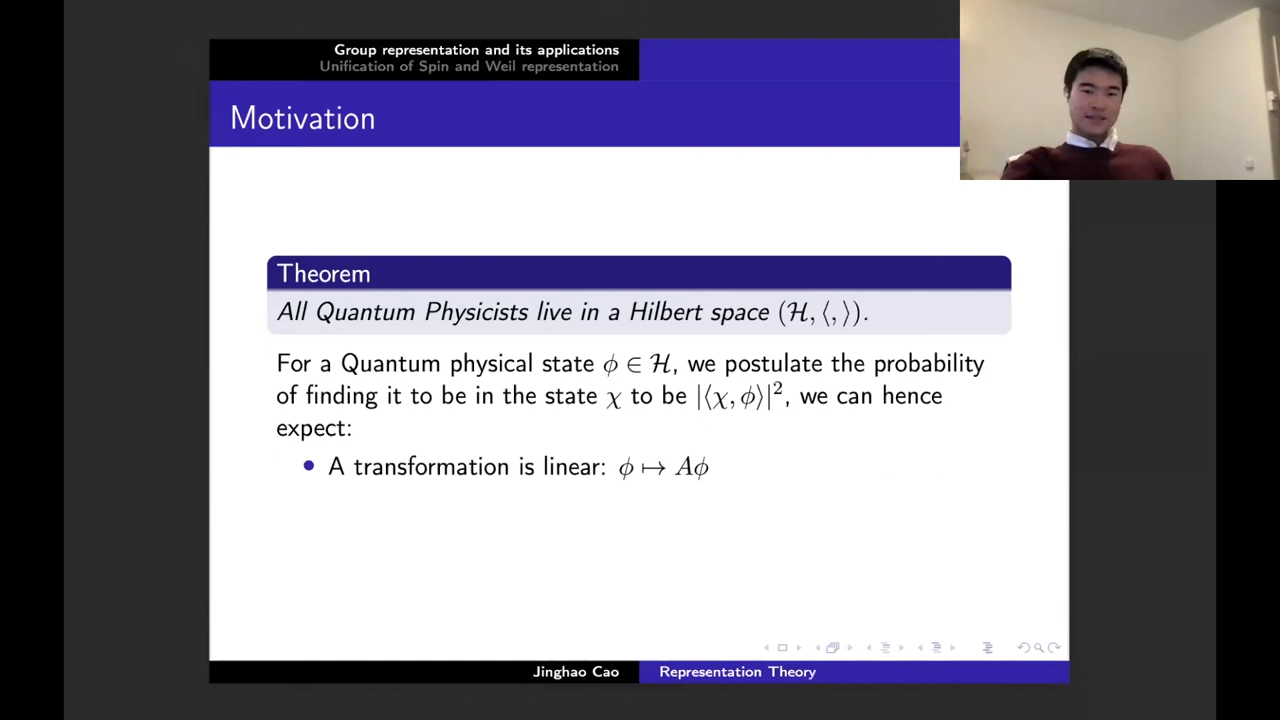 Group representation and its applications
Unification of Spin and Weil representation
Motivation
Theorem
All Quantum Physicists live in a Hilbert space (ℋ, ⟨, ⟩).
For a Quantum physical state ϕ ∈ ℋ, we postulate the probability
of finding it to be in the state χ to be |⟨χ, ϕ⟩|², we can hence
expect:
• A transformation is linear: ϕ ↦ Aϕ
Jinghao Cao
Representation Theory